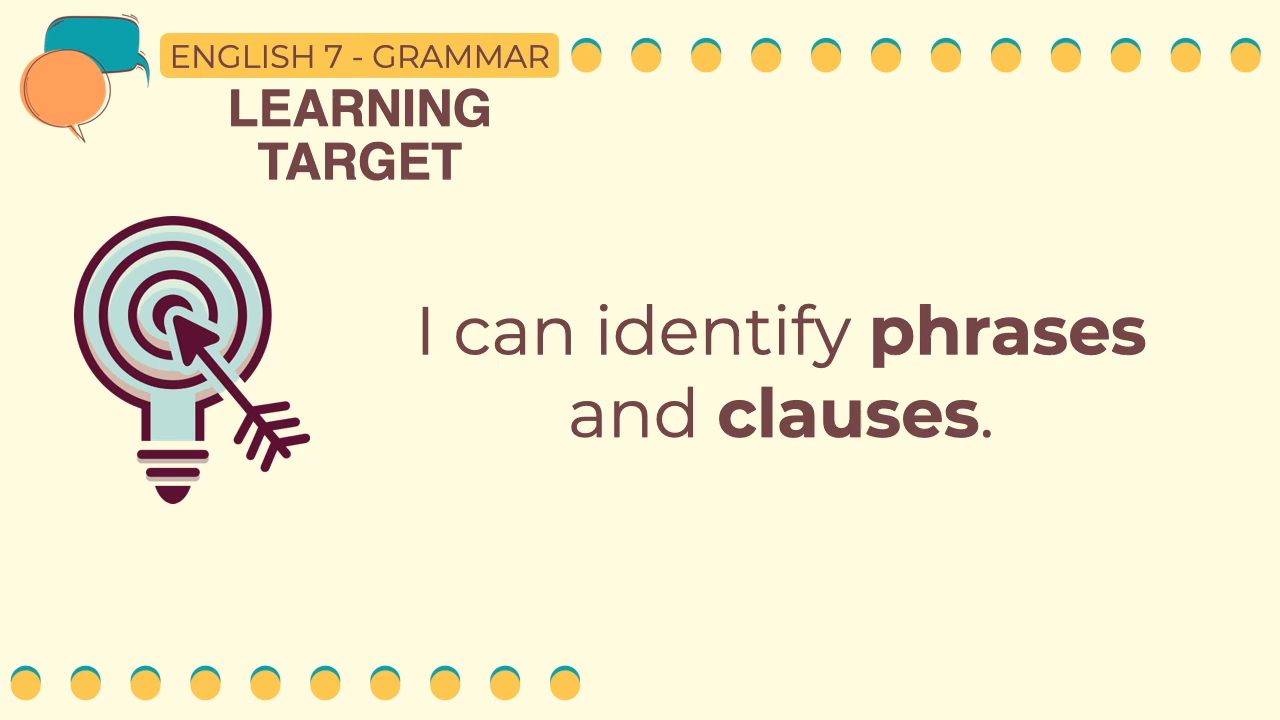 ENGLISH 7 - GRAMMAR
LEARNING
TARGET
I can identify phrases
and clauses.